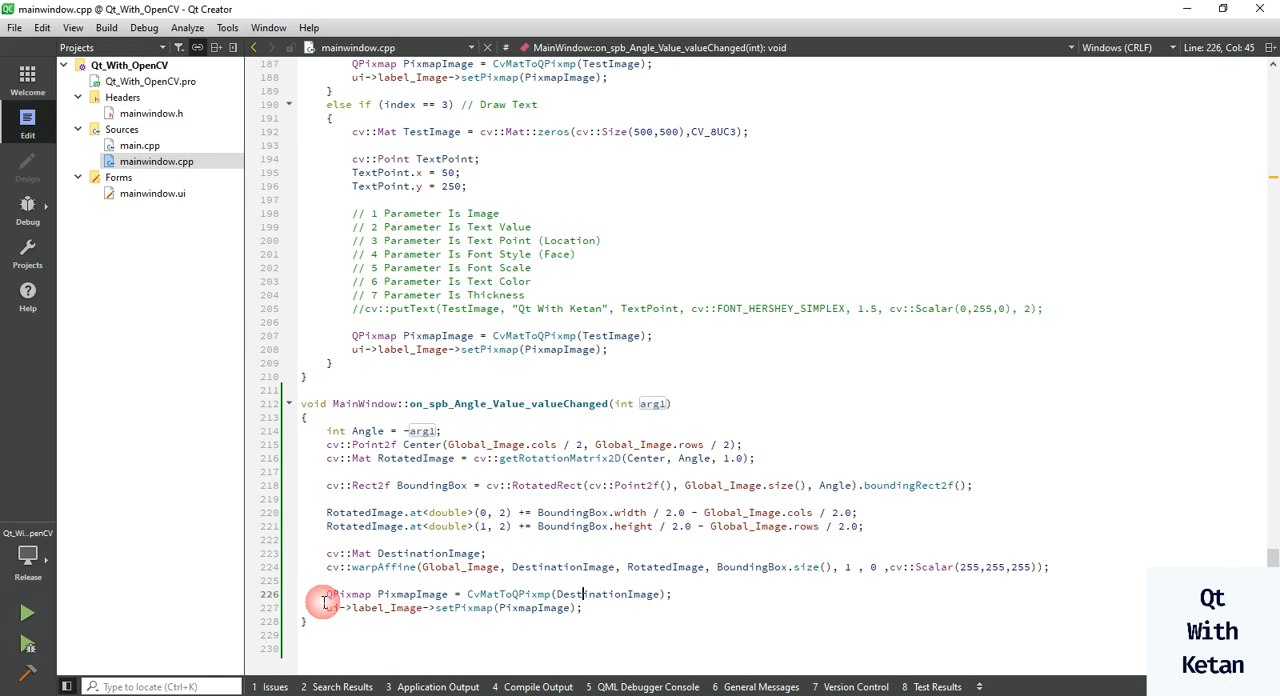 mainwindow.cpp @ Qt_With_OpenCV - Qt Creator
File Edit View Build Debug Analyze Tools Window Help
Projects mainwindow.cpp # MainWindow::on_spb_Angle_Value_valueChanged(int): void Windows (CRLF) Line: 226, Col: 45
Welcome
Edit
Design
Debug
Projects
Help
Qt_Wi...penCV
Release
Qt_With_OpenCV
Qt_With_OpenCV.pro
Headers
mainwindow.h
Sources
main.cpp
mainwindow.cpp
Forms
mainwindow.ui
187 QPixmap PixmapImage = CvMatToQPixmp(TestImage);
188 ui->label_Image->setPixmap(PixmapImage);
189 }
190 else if (index == 3) // Draw Text
191 {
192 cv::Mat TestImage = cv::Mat::zeros(cv::Size(500,500),CV_8UC3);
193
194 cv::Point TextPoint;
195 TextPoint.x = 50;
196 TextPoint.y = 250;
197
198 // 1 Parameter Is Image
199 // 2 Parameter Is Text Value
200 // 3 Parameter Is Text Point (Location)
201 // 4 Parameter Is Font Style (Face)
202 // 5 Parameter Is Font Scale
203 // 6 Parameter Is Text Color
204 // 7 Parameter Is Thickness
205 //cv::putText(TestImage, "Qt With Ketan", TextPoint, cv::FONT_HERSHEY_SIMPLEX, 1.5, cv::Scalar(0,255,0), 2);
206
207 QPixmap PixmapImage = CvMatToQPixmp(TestImage);
208 ui->label_Image->setPixmap(PixmapImage);
209 }
210 }
211
212 void MainWindow::on_spb_Angle_Value_valueChanged(int arg1)
213 {
214 int Angle = -arg1;
215 cv::Point2f Center(Global_Image.cols / 2, Global_Image.rows / 2);
216 cv::Mat RotatedImage = cv::getRotationMatrix2D(Center, Angle, 1.0);
217
218 cv::Rect2f BoundingBox = cv::RotatedRect(cv::Point2f(), Global_Image.size(), Angle).boundingRect2f();
219
220 RotatedImage.at<double>(0, 2) += BoundingBox.width / 2.0 - Global_Image.cols / 2.0;
221 RotatedImage.at<double>(1, 2) += BoundingBox.height / 2.0 - Global_Image.rows / 2.0;
222
223 cv::Mat DestinationImage;
224 cv::warpAffine(Global_Image, DestinationImage, RotatedImage, BoundingBox.size(), 1 , 0 ,cv::Scalar(255,255,255));
225
226 QPixmap PixmapImage = CvMatToQPixmp(DestinationImage);
227 ui->label_Image->setPixmap(PixmapImage);
228 }
229
230
Qt
With
Ketan
Type to locate (Ctrl+K) 1 Issues 2 Search Results 3 Application Output 4 Compile Output 5 QML Debugger Console 6 General Messages 7 Version Control 8 Test Results